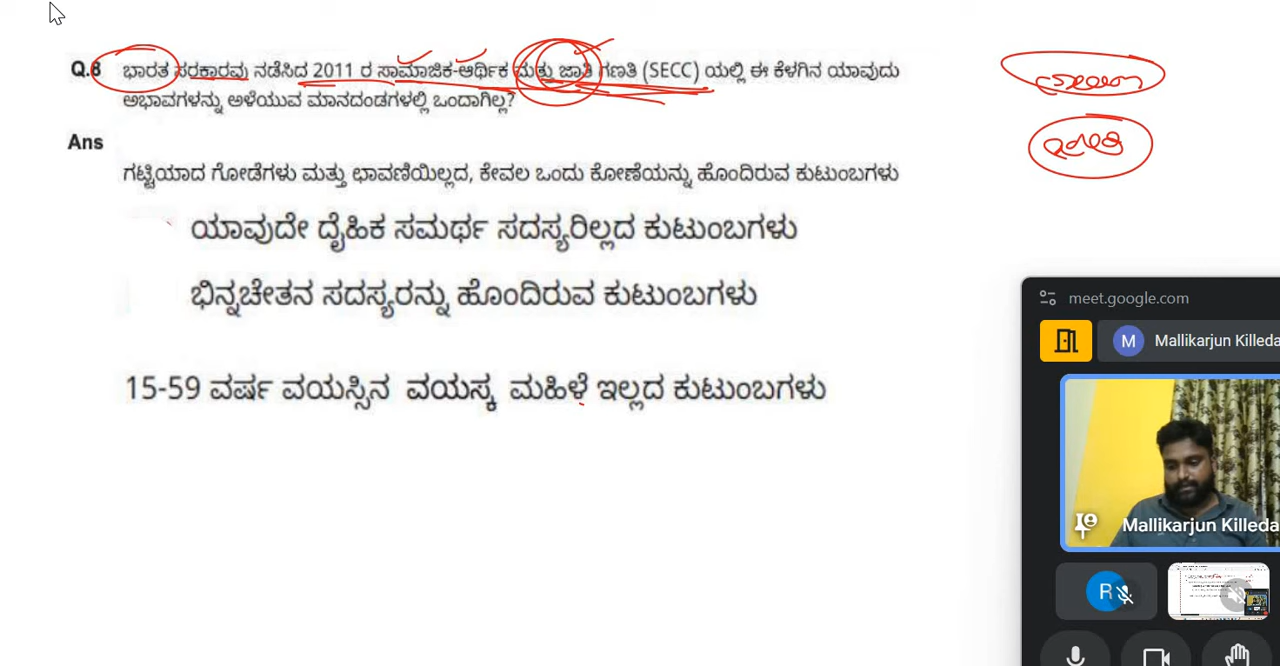 Q.8 ಭಾರತ ಸರಕಾರವು ನಡೆಸಿದ 2011 ರ ಸಾಮಾಜಿಕ-ಆರ್ಥಿಕ ಮತ್ತು ಜಾತಿ ಗಣತಿ (SECC) ಯಲ್ಲಿ ಈ ಕೆಳಗಿನ ಯಾವುದು
ಅಭಾವಗಳನ್ನು ಅಳೆಯುವ ಮಾನದಂಡಗಳಲ್ಲಿ ಒಂದಾಗಿಲ್ಲ?
Ans
ಗಟ್ಟಿಯಾದ ಗೋಡೆಗಳು ಮತ್ತು ಛಾವಣಿಯಿಲ್ಲದ, ಕೇವಲ ಒಂದು ಕೋಣೆಯನ್ನು ಹೊಂದಿರುವ ಕುಟುಂಬಗಳು
ಯಾವುದೇ ದೈಹಿಕ ಸಮರ್ಥ ಸದಸ್ಯರಿಲ್ಲದ ಕುಟುಂಬಗಳು
ಭಿನ್ನಚೇತನ ಸದಸ್ಯರನ್ನು ಹೊಂದಿರುವ ಕುಟುಂಬಗಳು
15-59 ವರ್ಷ ವಯಸ್ಸಿನ ವಯಸ್ಕ ಮಹಿಳೆ ಇಲ್ಲದ ಕುಟುಂಬಗಳು
meet.google.com
M Mallikarjun Killeda
Mallikarjun Killeda
R